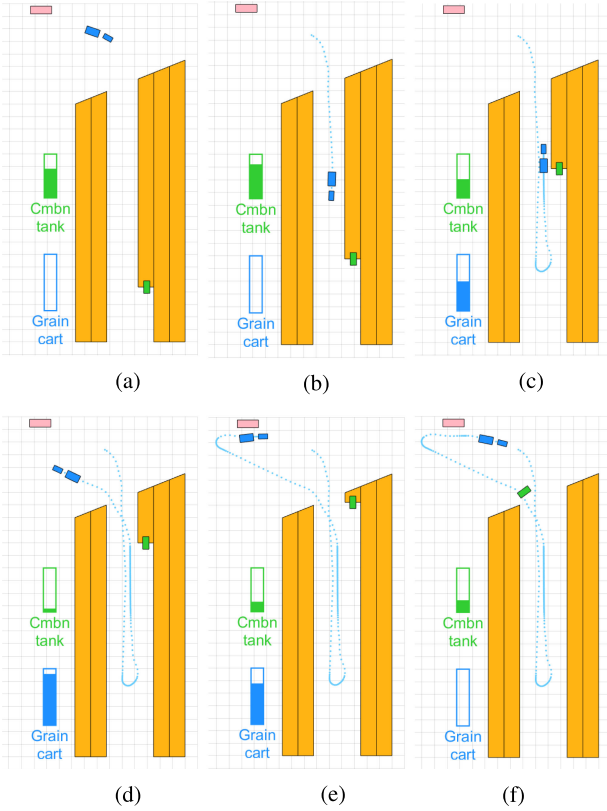 Cmbn
tank
Grain
cart
(a)
Cmbn
tank
Grain
cart
(b)
Cmbn
tank
Grain
cart
(c)
Cmbn
tank
Grain
cart
(d)
Cmbn
tank
Grain
cart
(e)
Cmbn
tank
Grain
cart
(f)